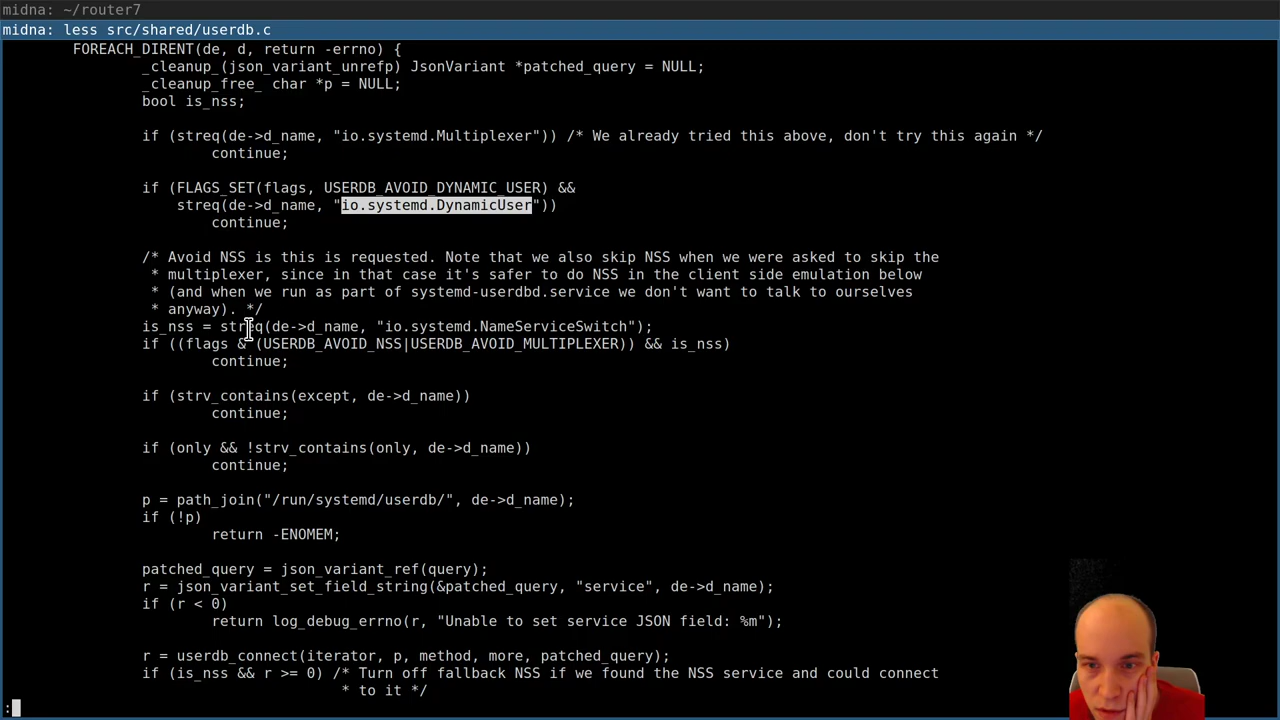 midna: ~/router7
midna: less src/shared/userdb.c
FOREACH_DIRENT(de, d, return -errno) {
_cleanup_(json_variant_unrefp) JsonVariant *patched_query = NULL;
_cleanup_free_ char *p = NULL;
bool is_nss;
if (streq(de->d_name, "io.systemd.Multiplexer")) /* We already tried this above, don't try this again */
continue;
if (FLAGS_SET(flags, USERDB_AVOID_DYNAMIC_USER) &&
streq(de->d_name, "io.systemd.DynamicUser"))
continue;
/* Avoid NSS is this is requested. Note that we also skip NSS when we were asked to skip the
* multiplexer, since in that case it's safer to do NSS in the client side emulation below
* (and when we run as part of systemd-userdbd.service we don't want to talk to ourselves
* anyway). */
is_nss = streq(de->d_name, "io.systemd.NameServiceSwitch");
if ((flags & (USERDB_AVOID_NSS|USERDB_AVOID_MULTIPLEXER)) && is_nss)
continue;
if (strv_contains(except, de->d_name))
continue;
if (only && !strv_contains(only, de->d_name))
continue;
p = path_join("/run/systemd/userdb/", de->d_name);
if (!p)
return -ENOMEM;
patched_query = json_variant_ref(query);
r = json_variant_set_field_string(&patched_query, "service", de->d_name);
if (r < 0)
return log_debug_errno(r, "Unable to set service JSON field: %m");
r = userdb_connect(iterator, p, method, more, patched_query);
if (is_nss && r >= 0) /* Turn off fallback NSS if we found the NSS service and could connect
* to it */
: